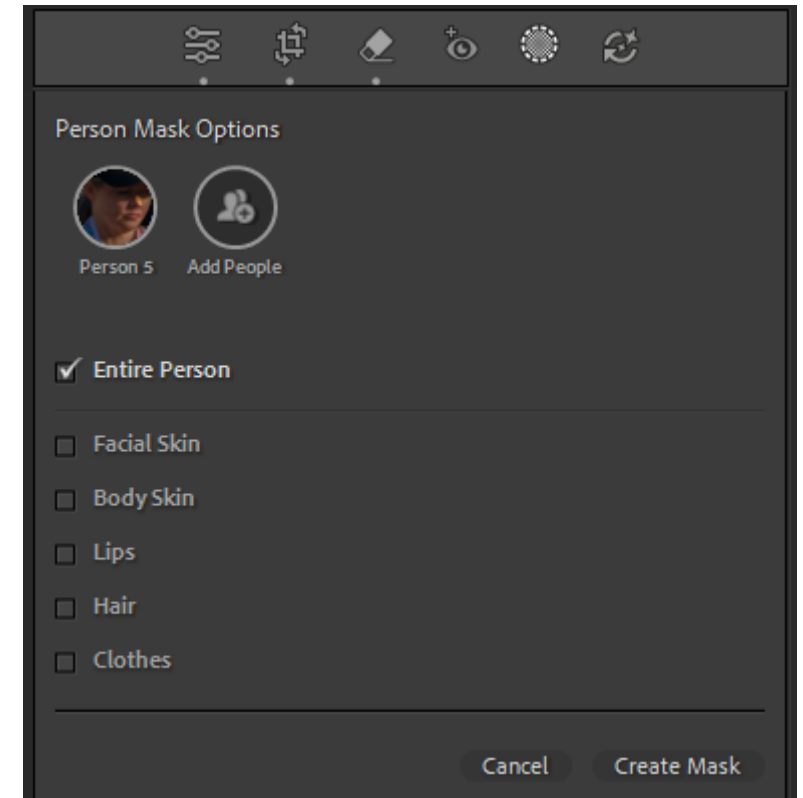 Person Mask Options
Person 5 Add People
Entire Person
Facial Skin
Body Skin
Lips
Hair
Clothes
Cancel Create Mask